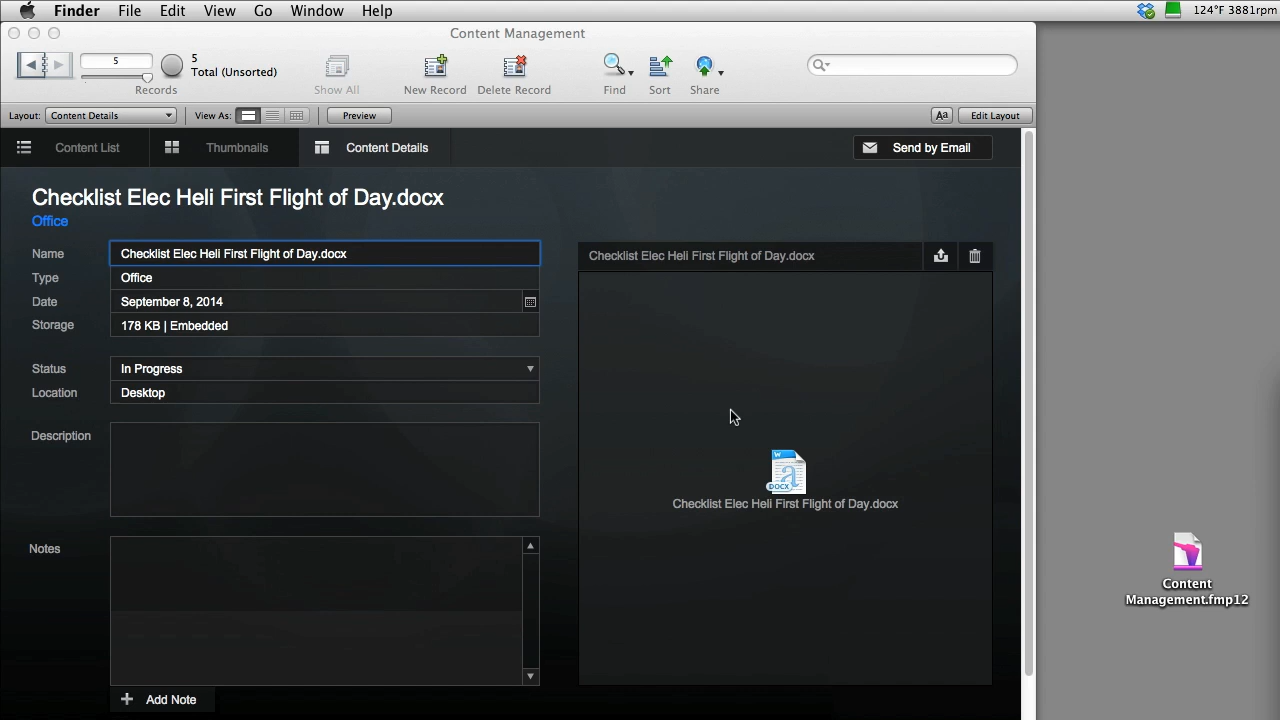 Finder File Edit View Go Window Help 124°F 3881rpm
Content Management
5 5
Total (Unsorted)
Records Show All New Record Delete Record Find Sort Share
Layout: Content Details View As: Preview Aa Edit Layout
Content List Thumbnails Content Details Send by Email
Checklist Elec Heli First Flight of Day.docx
Office
Name Checklist Elec Heli First Flight of Day.docx
Type Office
Date September 8, 2014
Storage 178 KB | Embedded
Status In Progress
Location Desktop
Description
Notes
Add Note
Checklist Elec Heli First Flight of Day.docx
W
a
DOCX
Checklist Elec Heli First Flight of Day.docx
Content
Management.fmp12